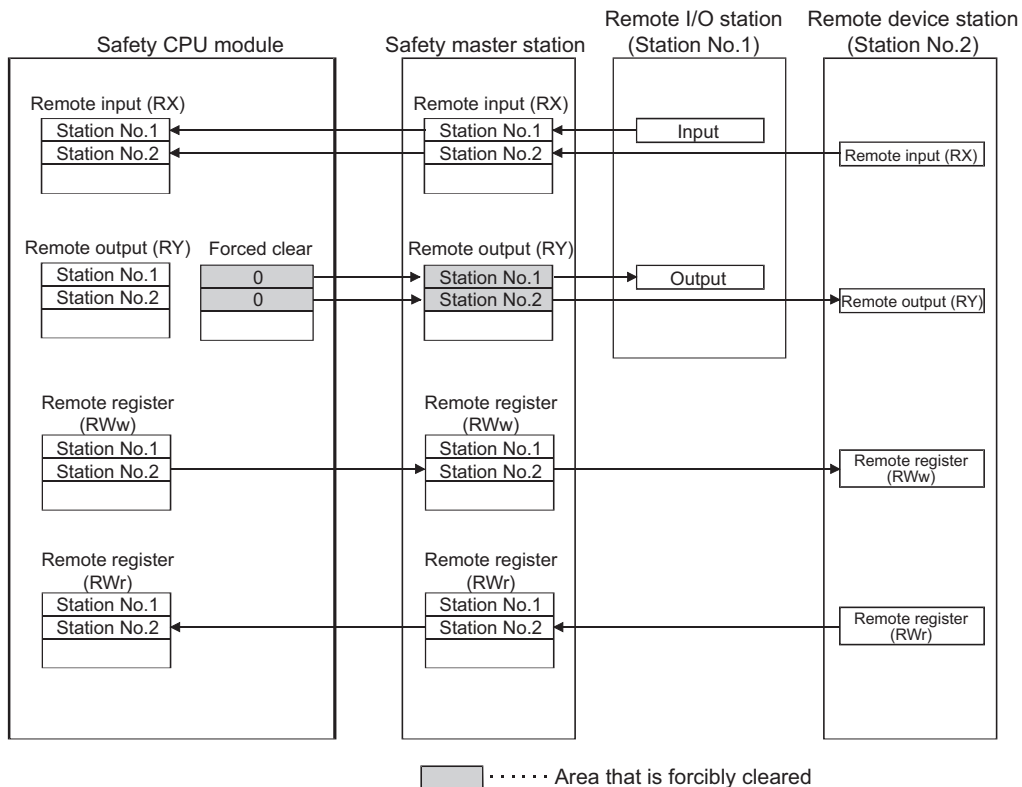 Safety CPU module
Safety master station
Remote I/O station
(Station No.1)
Remote device station
(Station No.2)
Remote input (RX)
Station No.1
Station No.2
Remote input (RX)
Station No.1
Station No.2
Input
Remote input (RX)
Remote output (RY)
Station No.1
Station No.2
Forced clear
0
0
Remote output (RY)
Station No.1
Station No.2
Output
Remote output (RY)
Remote register
(RWw)
Station No.1
Station No.2
Remote register
(RWw)
Station No.1
Station No.2
Remote register
(RWw)
Remote register
(RWr)
Station No.1
Station No.2
Remote register
(RWr)
Station No.1
Station No.2
Remote register
(RWr)
······ Area that is forcibly cleared